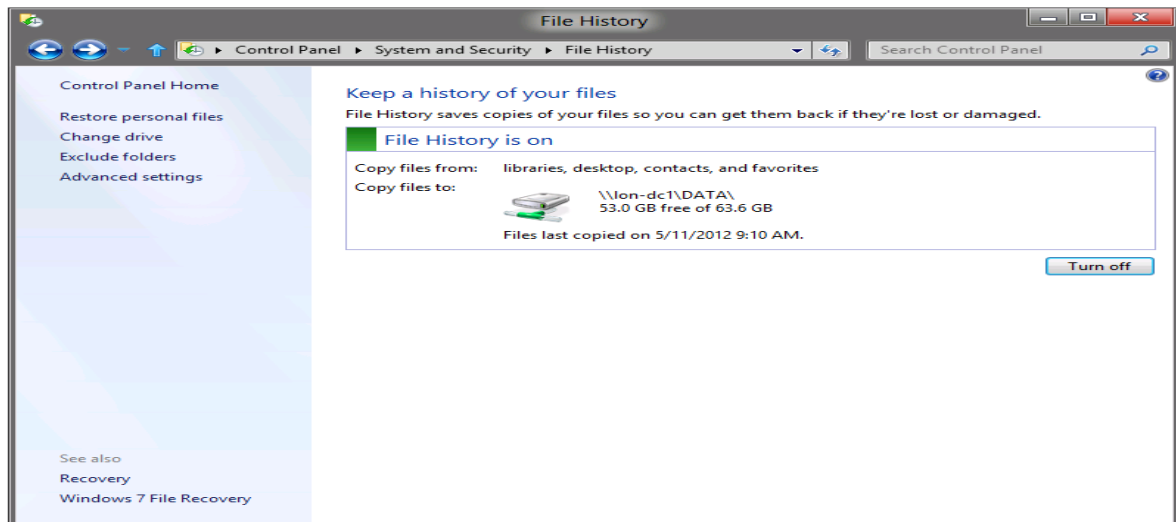 File History
Control Panel ▸ System and Security ▸ File History
Search Control Panel
Control Panel Home
Restore personal files
Change drive
Exclude folders
Advanced settings
See also
Recovery
Windows 7 File Recovery
Keep a history of your files
File History saves copies of your files so you can get them back if they're lost or damaged.
File History is on
Copy files from: libraries, desktop, contacts, and favorites
Copy files to:
\\lon-dc1\DATA\
53.0 GB free of 63.6 GB
Files last copied on 5/11/2012 9:10 AM.
Turn off